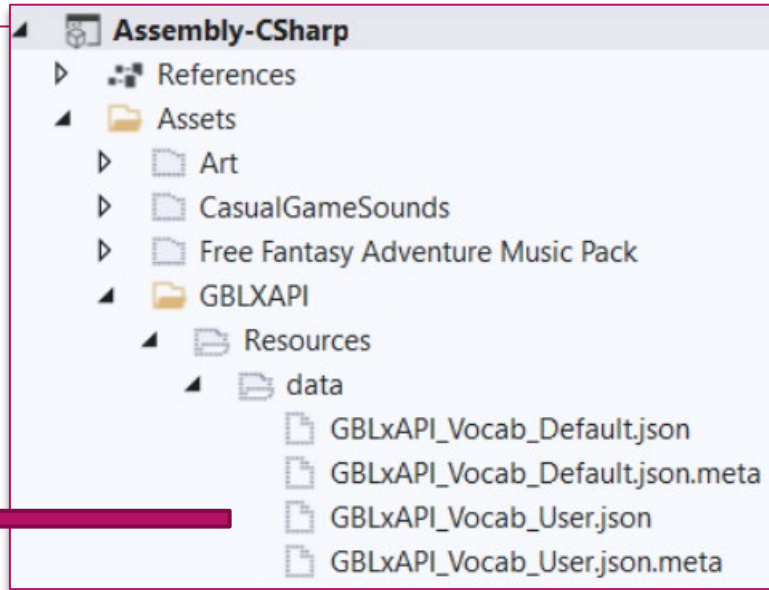 Assembly-CSharp
References
Assets
Art
CasualGameSounds
Free Fantasy Adventure Music Pack
GBLXAPI
Resources
data
GBLxAPI_Vocab_Default.json
GBLxAPI_Vocab_Default.json.meta
GBLxAPI_Vocab_User.json
GBLxAPI_Vocab_User.json.meta